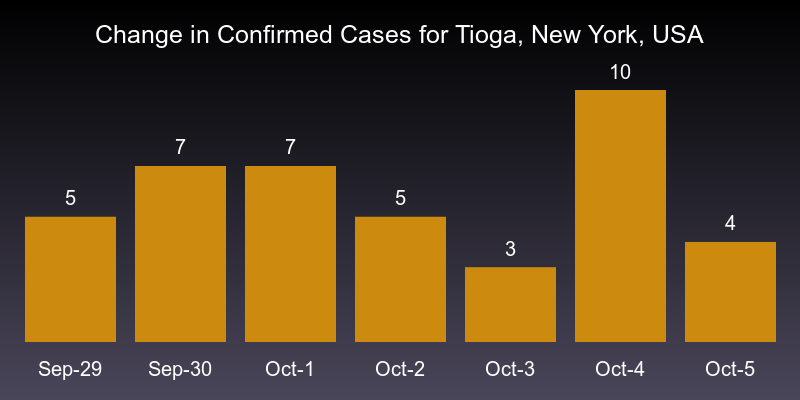 Change in Confirmed Cases for Tioga, New York, USA
10
7 7
5 5
4
3
Sep-29 Sep-30 Oct-1 Oct-2 Oct-3 Oct-4 Oct-5